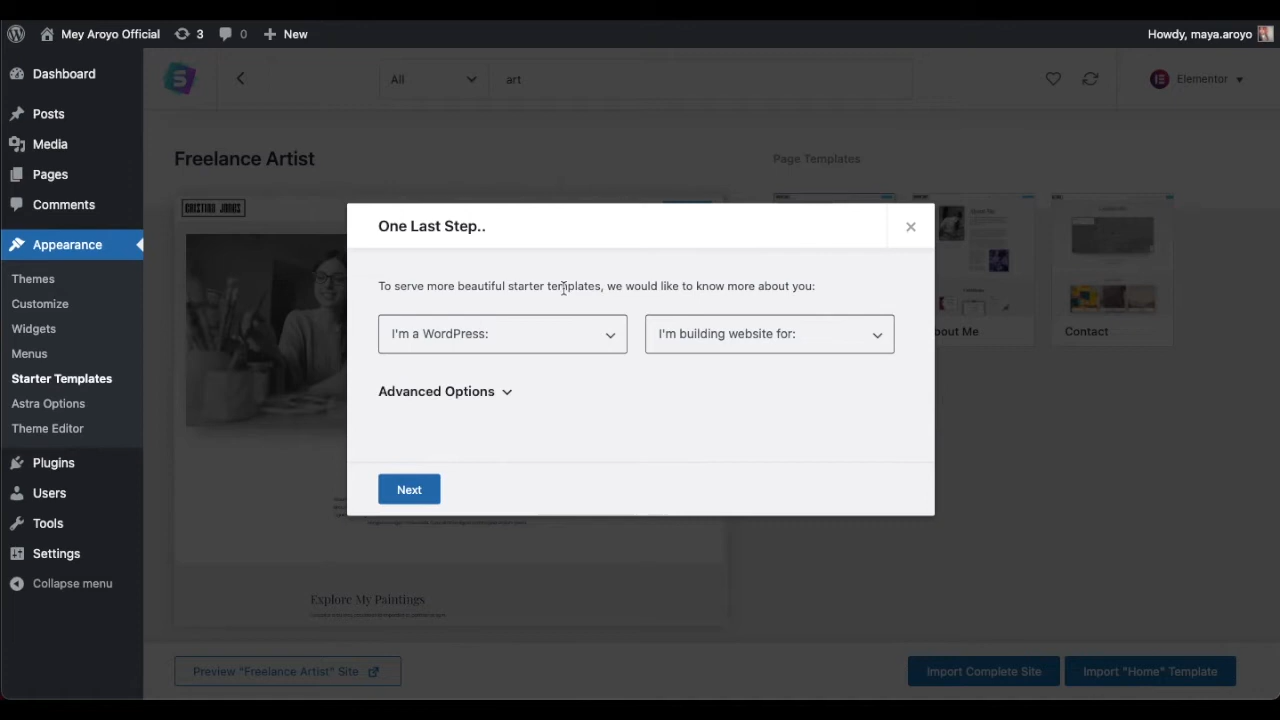 Mey Aroyo Official
3
0
New
Howdy, maya.aroyo
Dashboard
Posts
Media
Pages
Comments
Appearance
Themes
Customize
Widgets
Menus
Starter Templates
Astra Options
Theme Editor
Plugins
Users
Tools
Settings
Collapse menu
All
art
Elementor
Freelance Artist
Page Templates
One Last Step..
To serve more beautiful starter templates, we would like to know more about you:
I'm a WordPress:
I'm building website for:
Advanced Options
Next
bout Me
Contact
Explore My Paintings
Preview "Freelance Artist" Site
Import Complete Site
Import "Home" Template